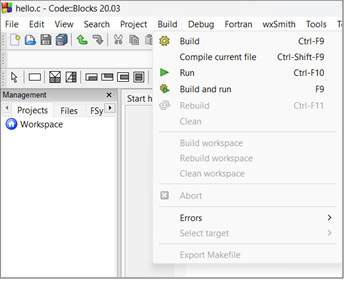 hello.c - Code::Blocks 20.03
File Edit View Search Project Build Debug Fortran wxSmith Tools
Build Ctrl-F9
Compile current file Ctrl-Shift-F9
Run Ctrl-F10
Build and run F9
Rebuild Ctrl-F11
Clean
Build workspace
Rebuild workspace
Clean workspace
Abort
Errors
Select target
Export Makefile
Management
Projects Files FSy
Workspace
Start h